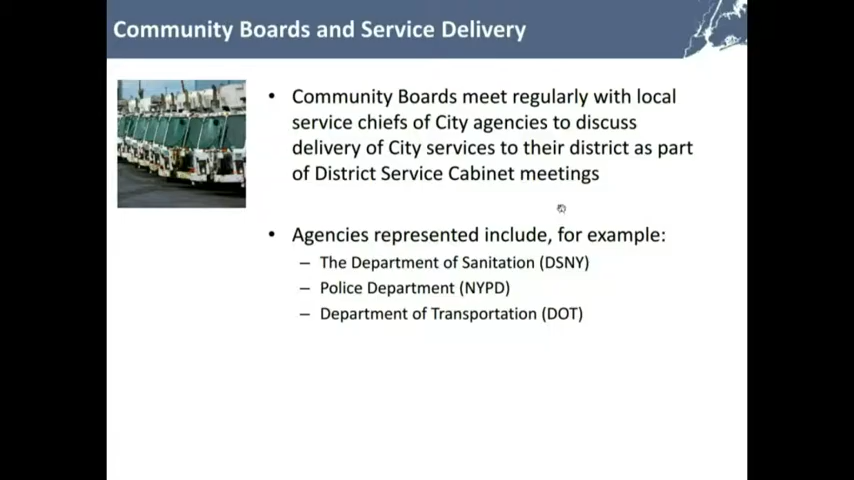 Community Boards and Service Delivery
• Community Boards meet regularly with local
service chiefs of City agencies to discuss
delivery of City services to their district as part
of District Service Cabinet meetings
• Agencies represented include, for example:
– The Department of Sanitation (DSNY)
– Police Department (NYPD)
– Department of Transportation (DOT)